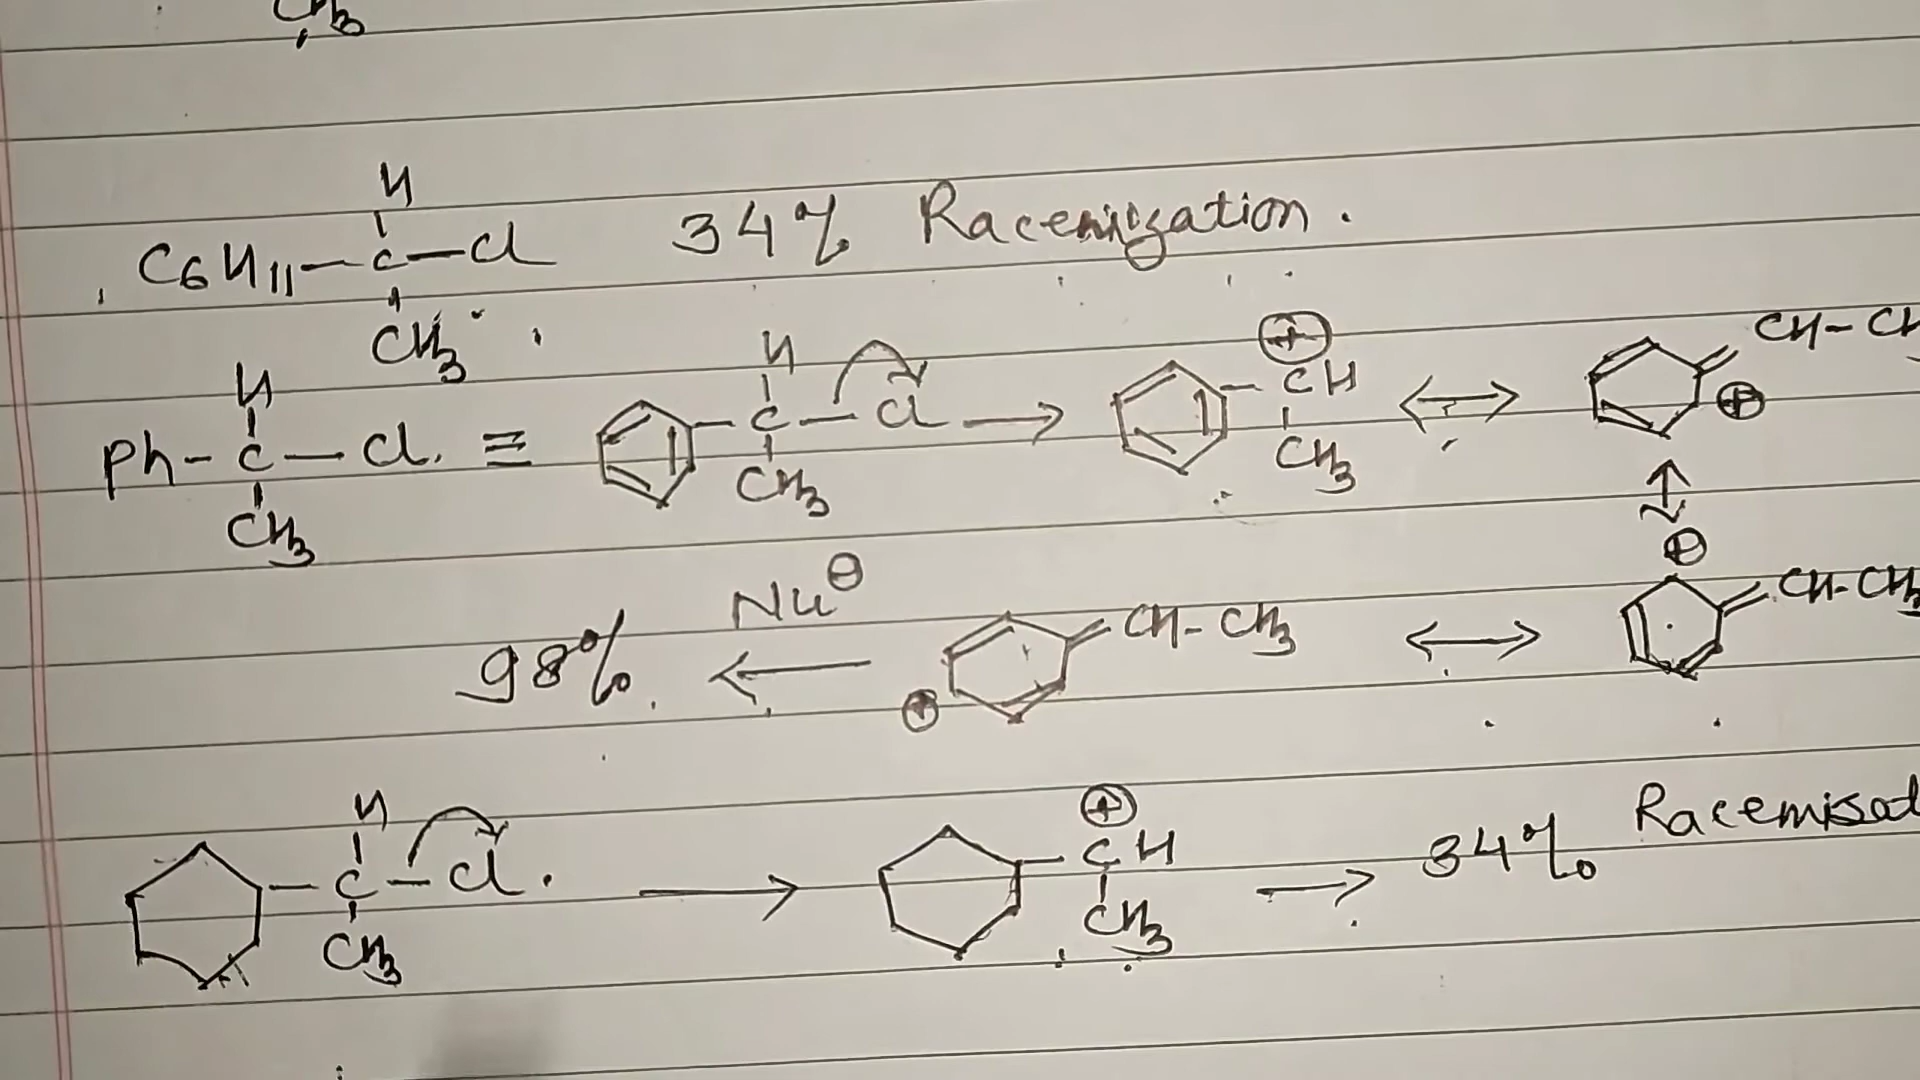 CH3
H
C6H11-C-Cl 34% Racemization.
CH3
H
Ph-C-Cl. ≡
CH3
H
C-Cl →
CH3
⊕
CH
CH3
↔
CH-CH
⊕
↕
⊕
CH-CH3
↔
CH-CH3
⊕
Nu⊖
←
98%.
H
C-Cl.
CH3
→
⊕
CH
CH3
→ 34% Racemisat